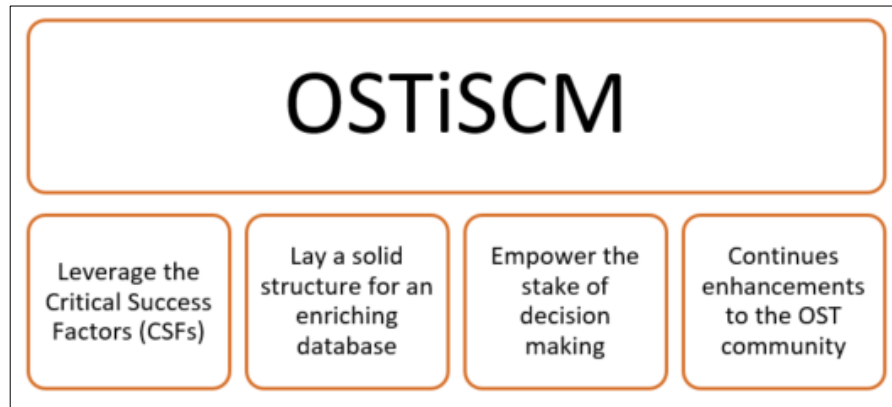 OSTiSCM
Leverage the
Critical Success
Factors (CSFs)
Lay a solid
structure for an
enriching
database
Empower the
stake of
decision
making
Continues
enhancements
to the OST
community